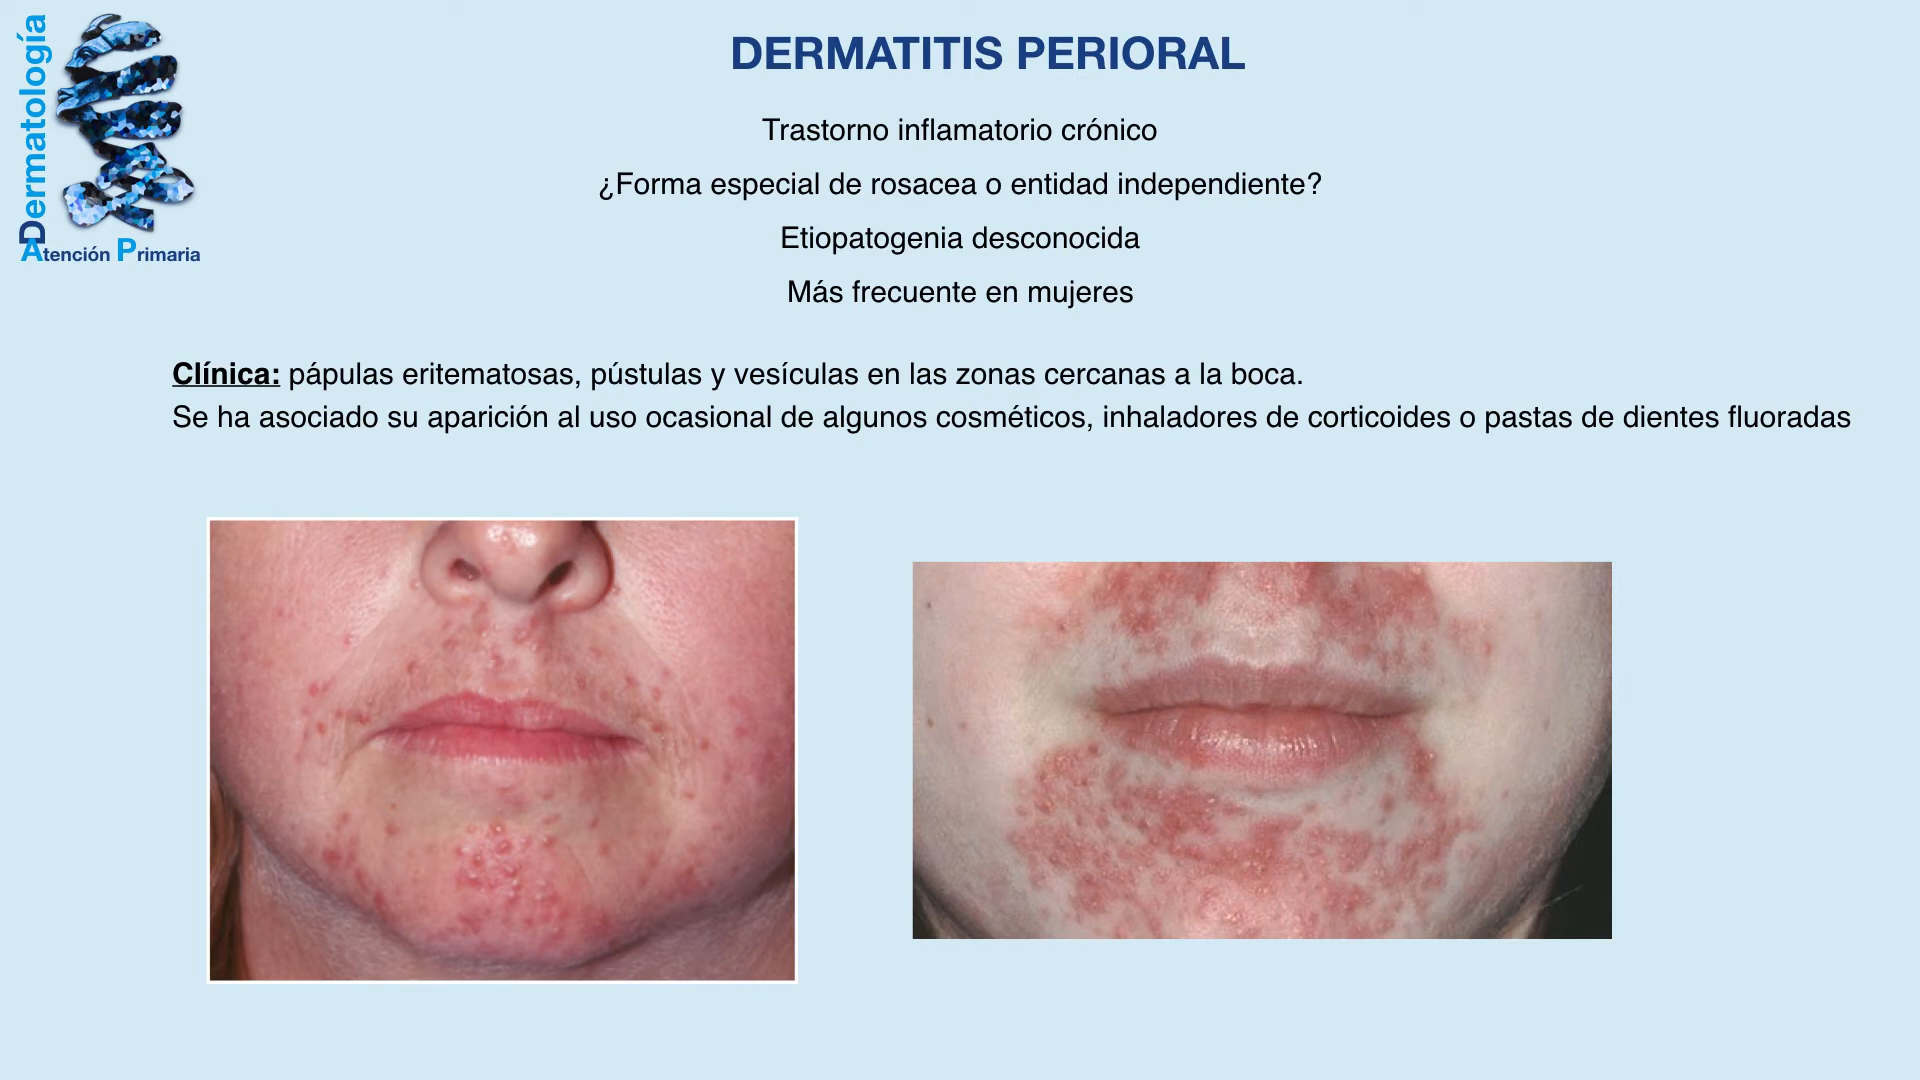 Dermatología
Atención Primaria
DERMATITIS PERIORAL
Trastorno inflamatorio crónico
¿Forma especial de rosacea o entidad independiente?
Etiopatogenia desconocida
Más frecuente en mujeres
Clínica: pápulas eritematosas, pústulas y vesículas en las zonas cercanas a la boca.
Se ha asociado su aparición al uso ocasional de algunos cosméticos, inhaladores de corticoides o pastas de dientes fluoradas